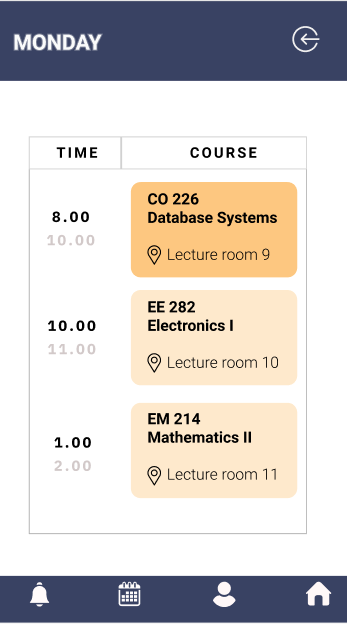 MONDAY
TIME COURSE
CO 226
Database Systems
8.00
10.00
Lecture room 9
EE 282
Electronics I
10.00
11.00
Lecture room 10
EM 214
Mathematics II
1.00
2.00
Lecture room 11